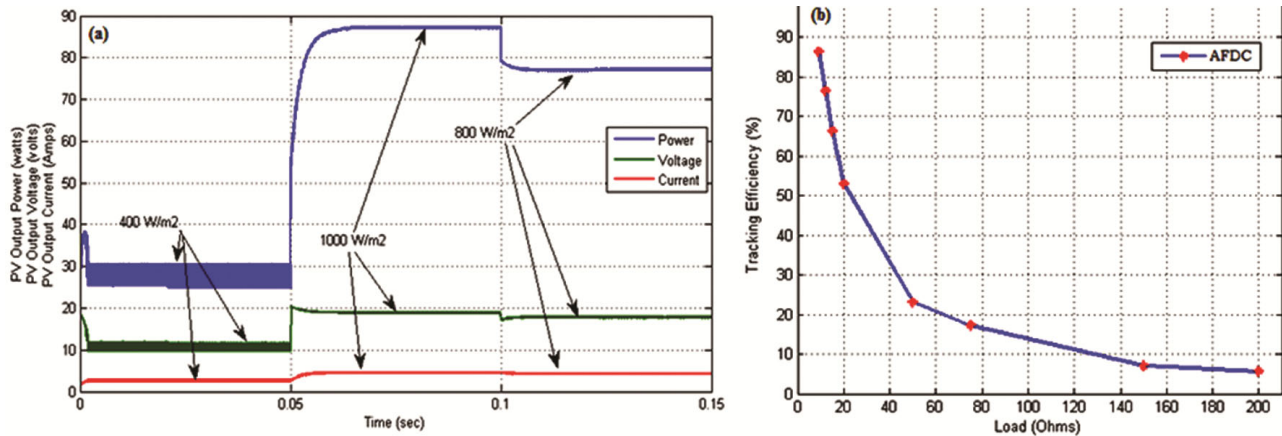 (a)
PV Output Power (watts)
PV Output Voltage (volts)
PV Output Current (Amps)
90
80
70
60
50
40
30
20
10
0
400 W/m2
1000 W/m2
800 W/m2
Power
Voltage
Current
0
0.05
0.1
0.15
Time (sec)
(b)
Tracking Efficiency (%)
90
80
70
60
50
40
30
20
10
0
AFDC
0
20
40
60
80
100
120
140
160
180
200
Load (Ohms)